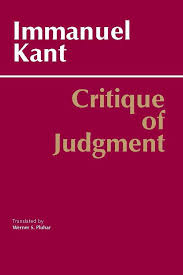 Immanuel
Kant
Critique
of
Judgment
Translated by
Werner S. Pluhar